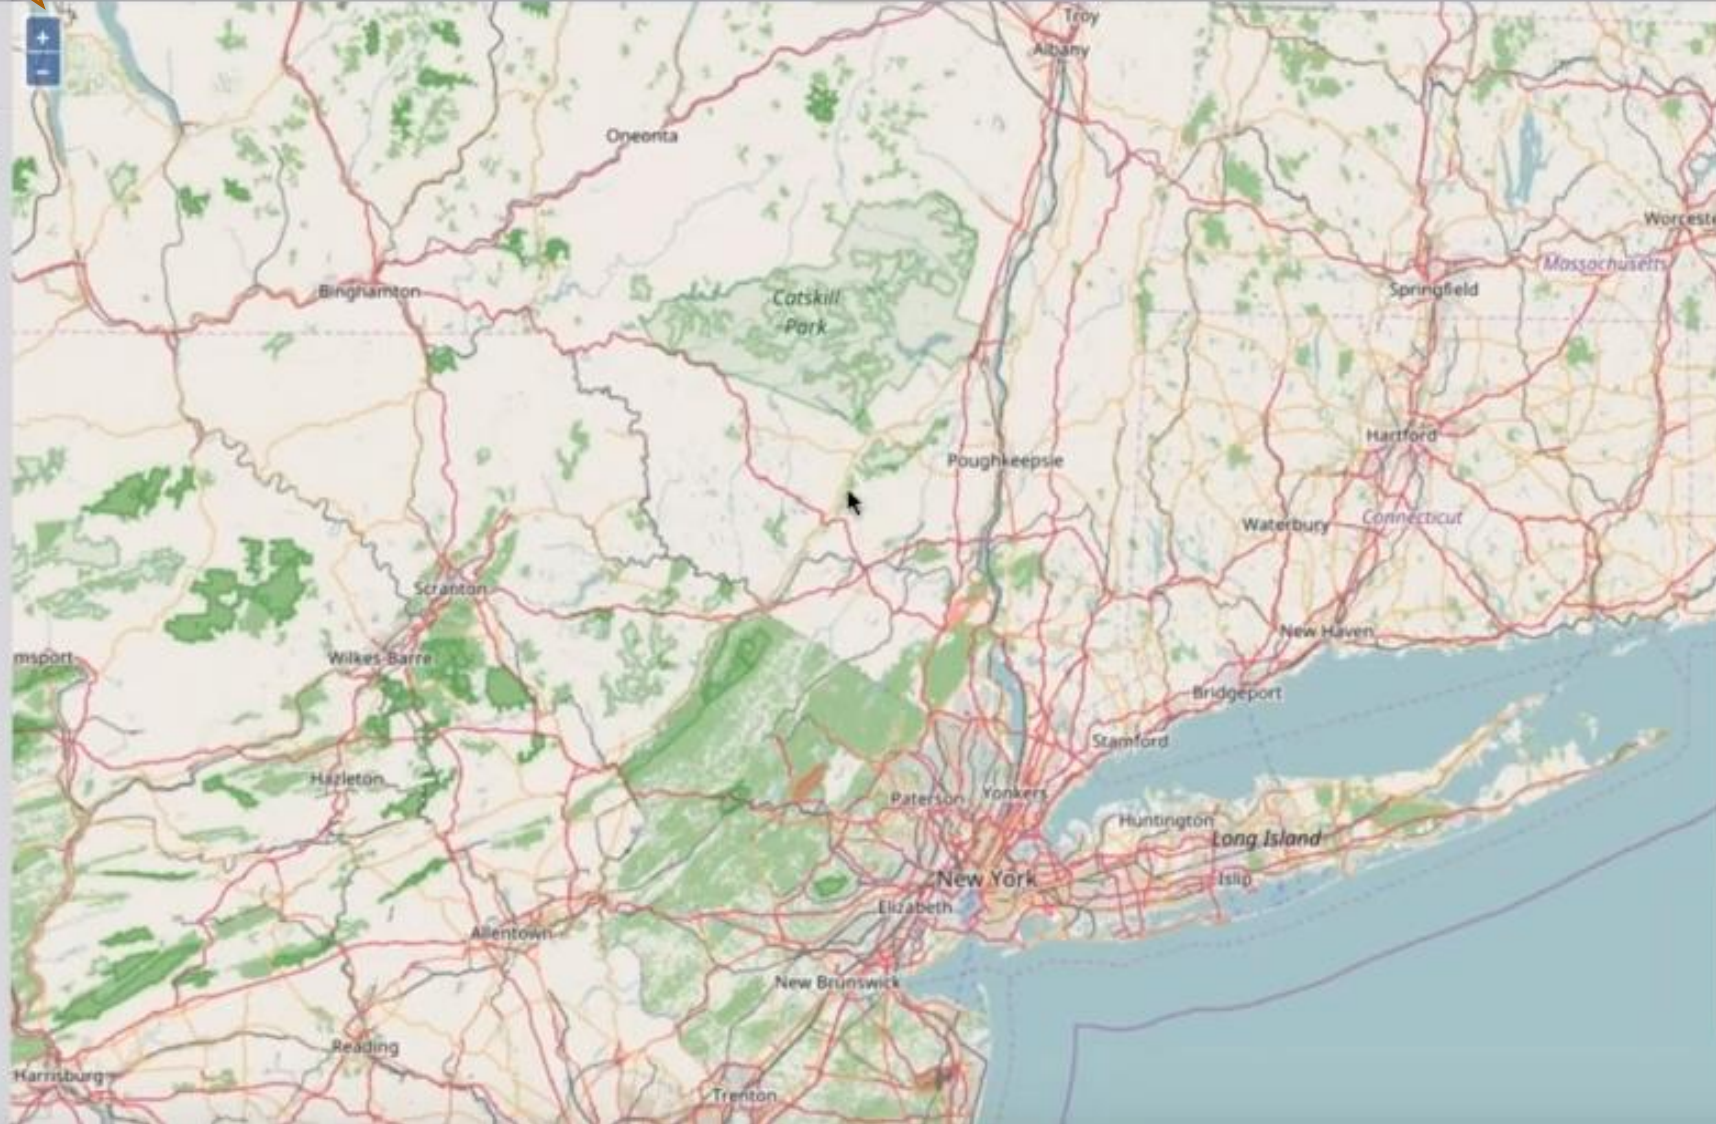 +
−
Troy
Albany
Oneonta
Worceste
Massachusetts
Springfield
Binghamton
Catskill
Park
Hartford
Poughkeepsie
Connecticut
Waterbury
Scranton
New Haven
msport
Wilkes-Barre
Bridgeport
Stamford
Hazleton
Paterson
Yonkers
Huntington
Long Island
New York
Islip
Elizabeth
Allentown
New Brunswick
Reading
Harrisburg
Trenton